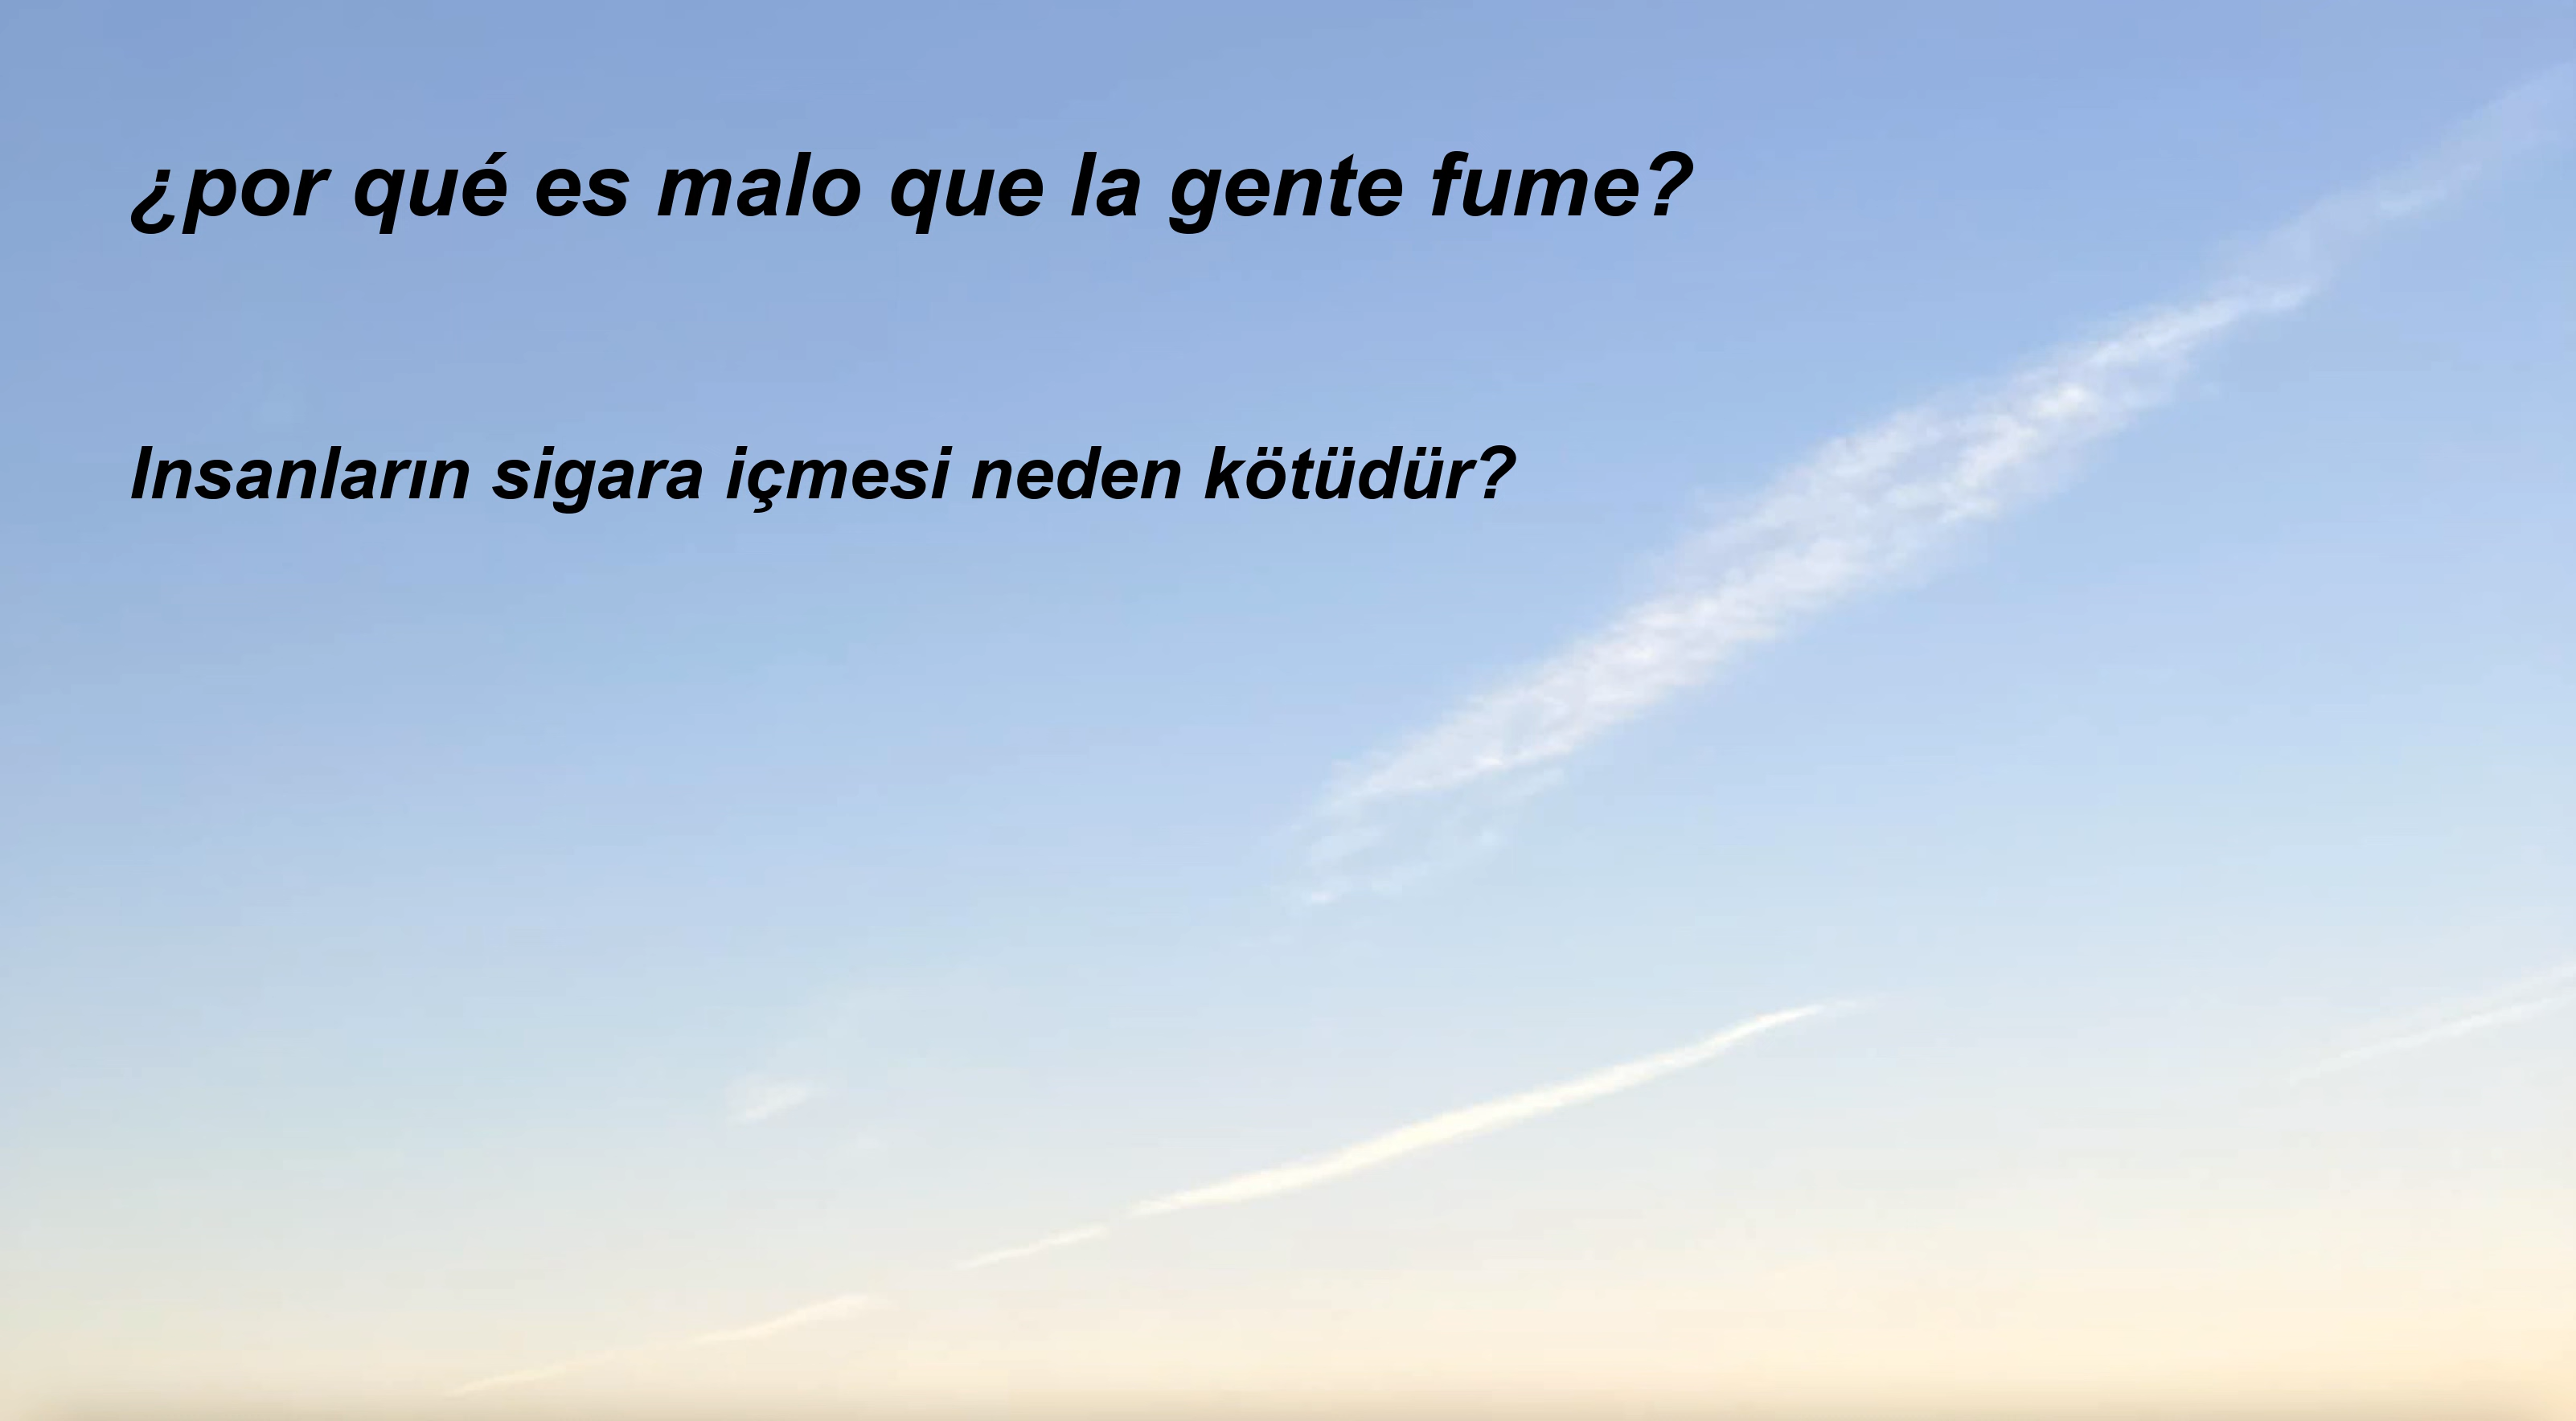 ¿por qué es malo que la gente fume?
Insanların sigara içmesi neden kötüdür?